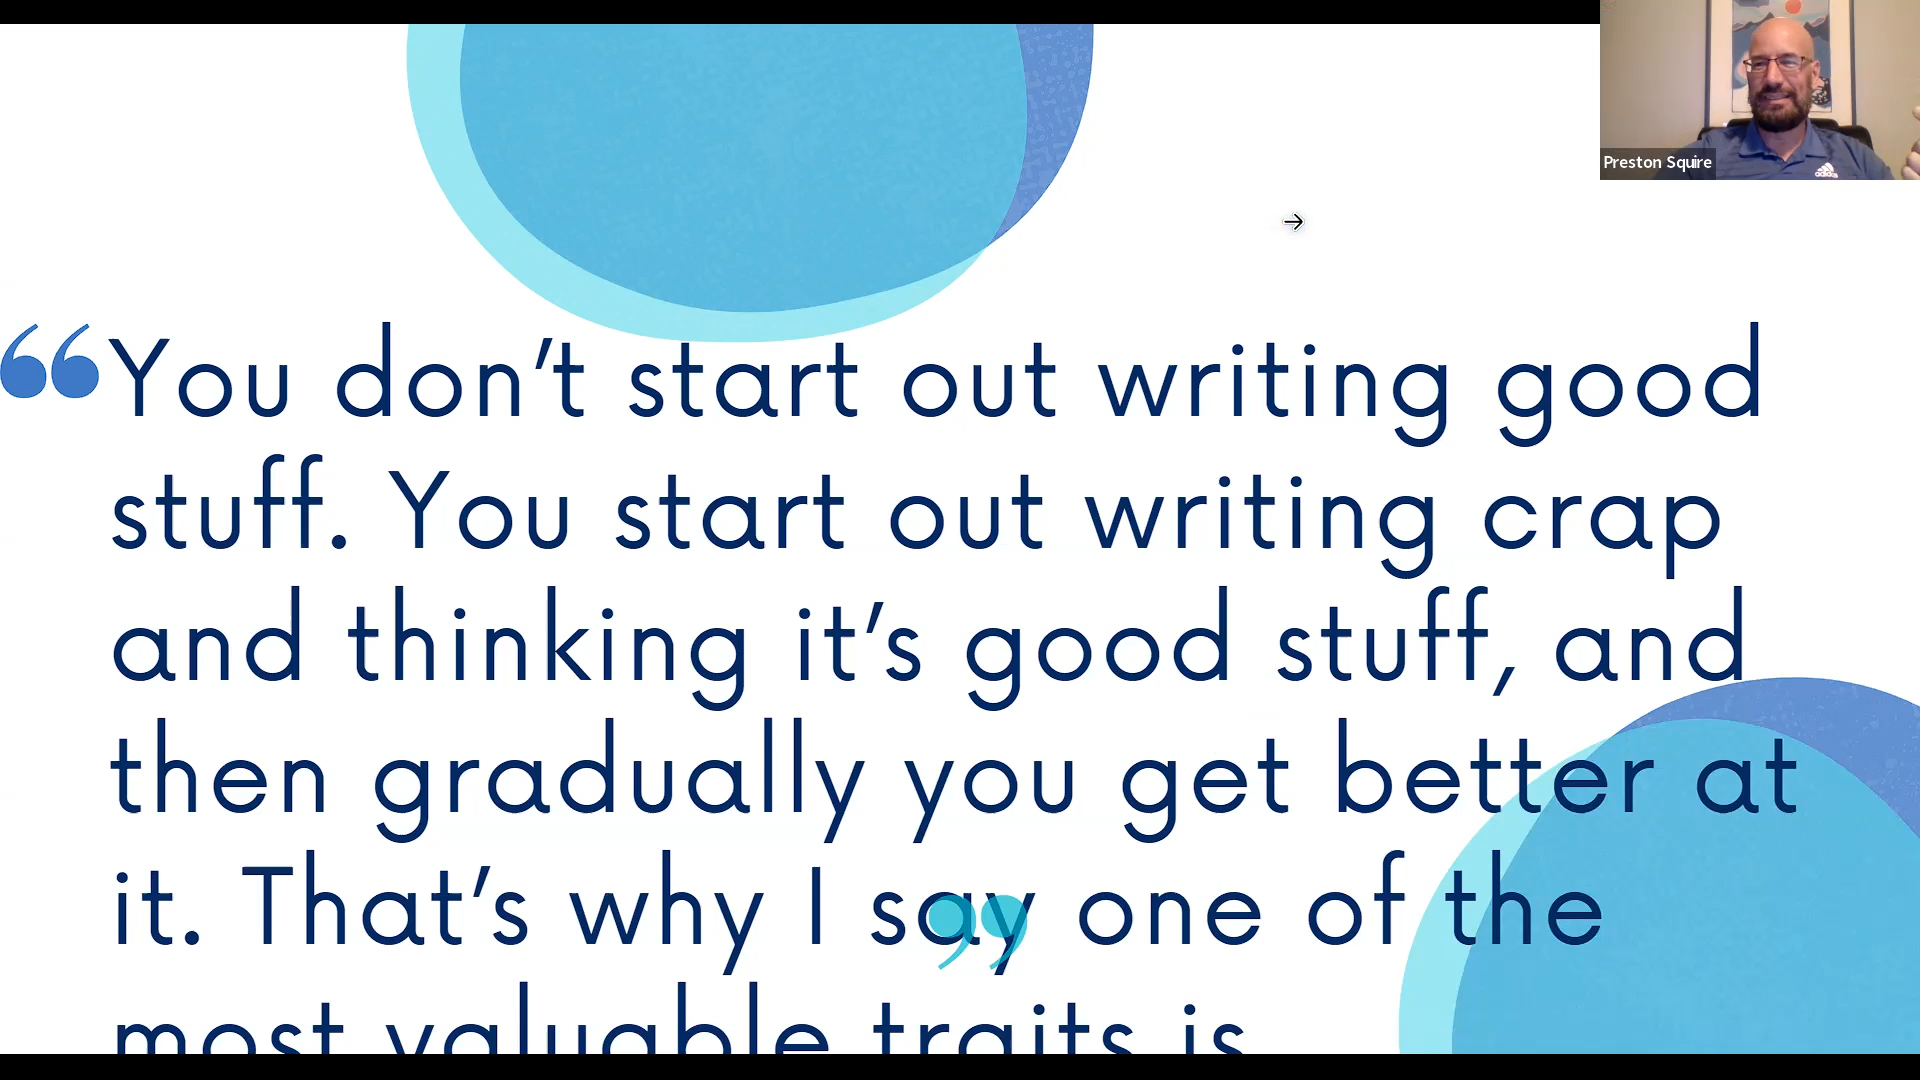 Preston Squire
adidas
“You don’t start out writing good
stuff. You start out writing crap
and thinking it’s good stuff, and
then gradually you get better at
it. That’s why I say one of the
most valuable traits is
”